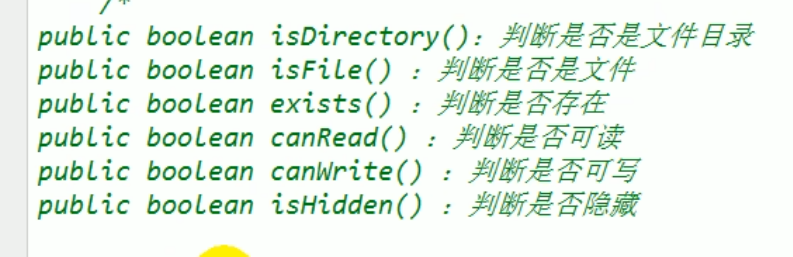 /*
public boolean isDirectory(): 判断是否是文件目录
public boolean isFile() : 判断是否是文件
public boolean exists() : 判断是否存在
public boolean canRead() : 判断是否可读
public boolean canWrite() : 判断是否可写
public boolean isHidden() : 判断是否隐藏